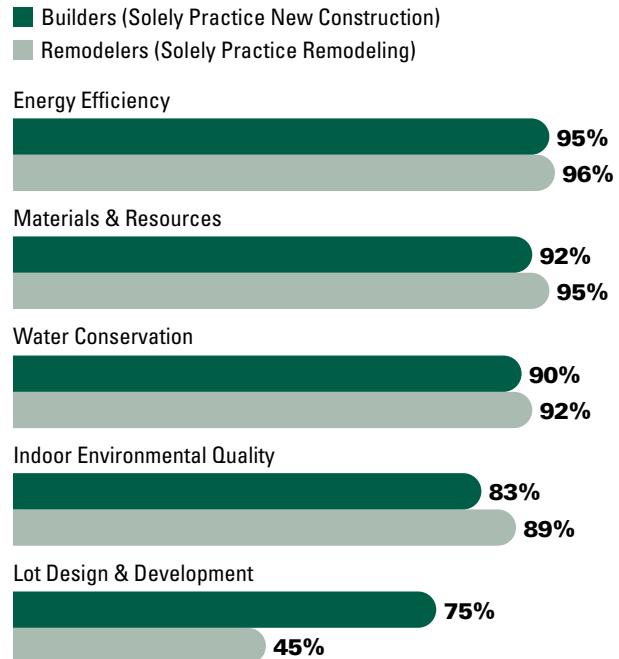 Builders (Solely Practice New Construction)
Remodelers (Solely Practice Remodeling)
Energy Efficiency
95%
96%
Materials & Resources
92%
95%
Water Conservation
90%
92%
Indoor Environmental Quality
83%
89%
Lot Design & Development
75%
45%